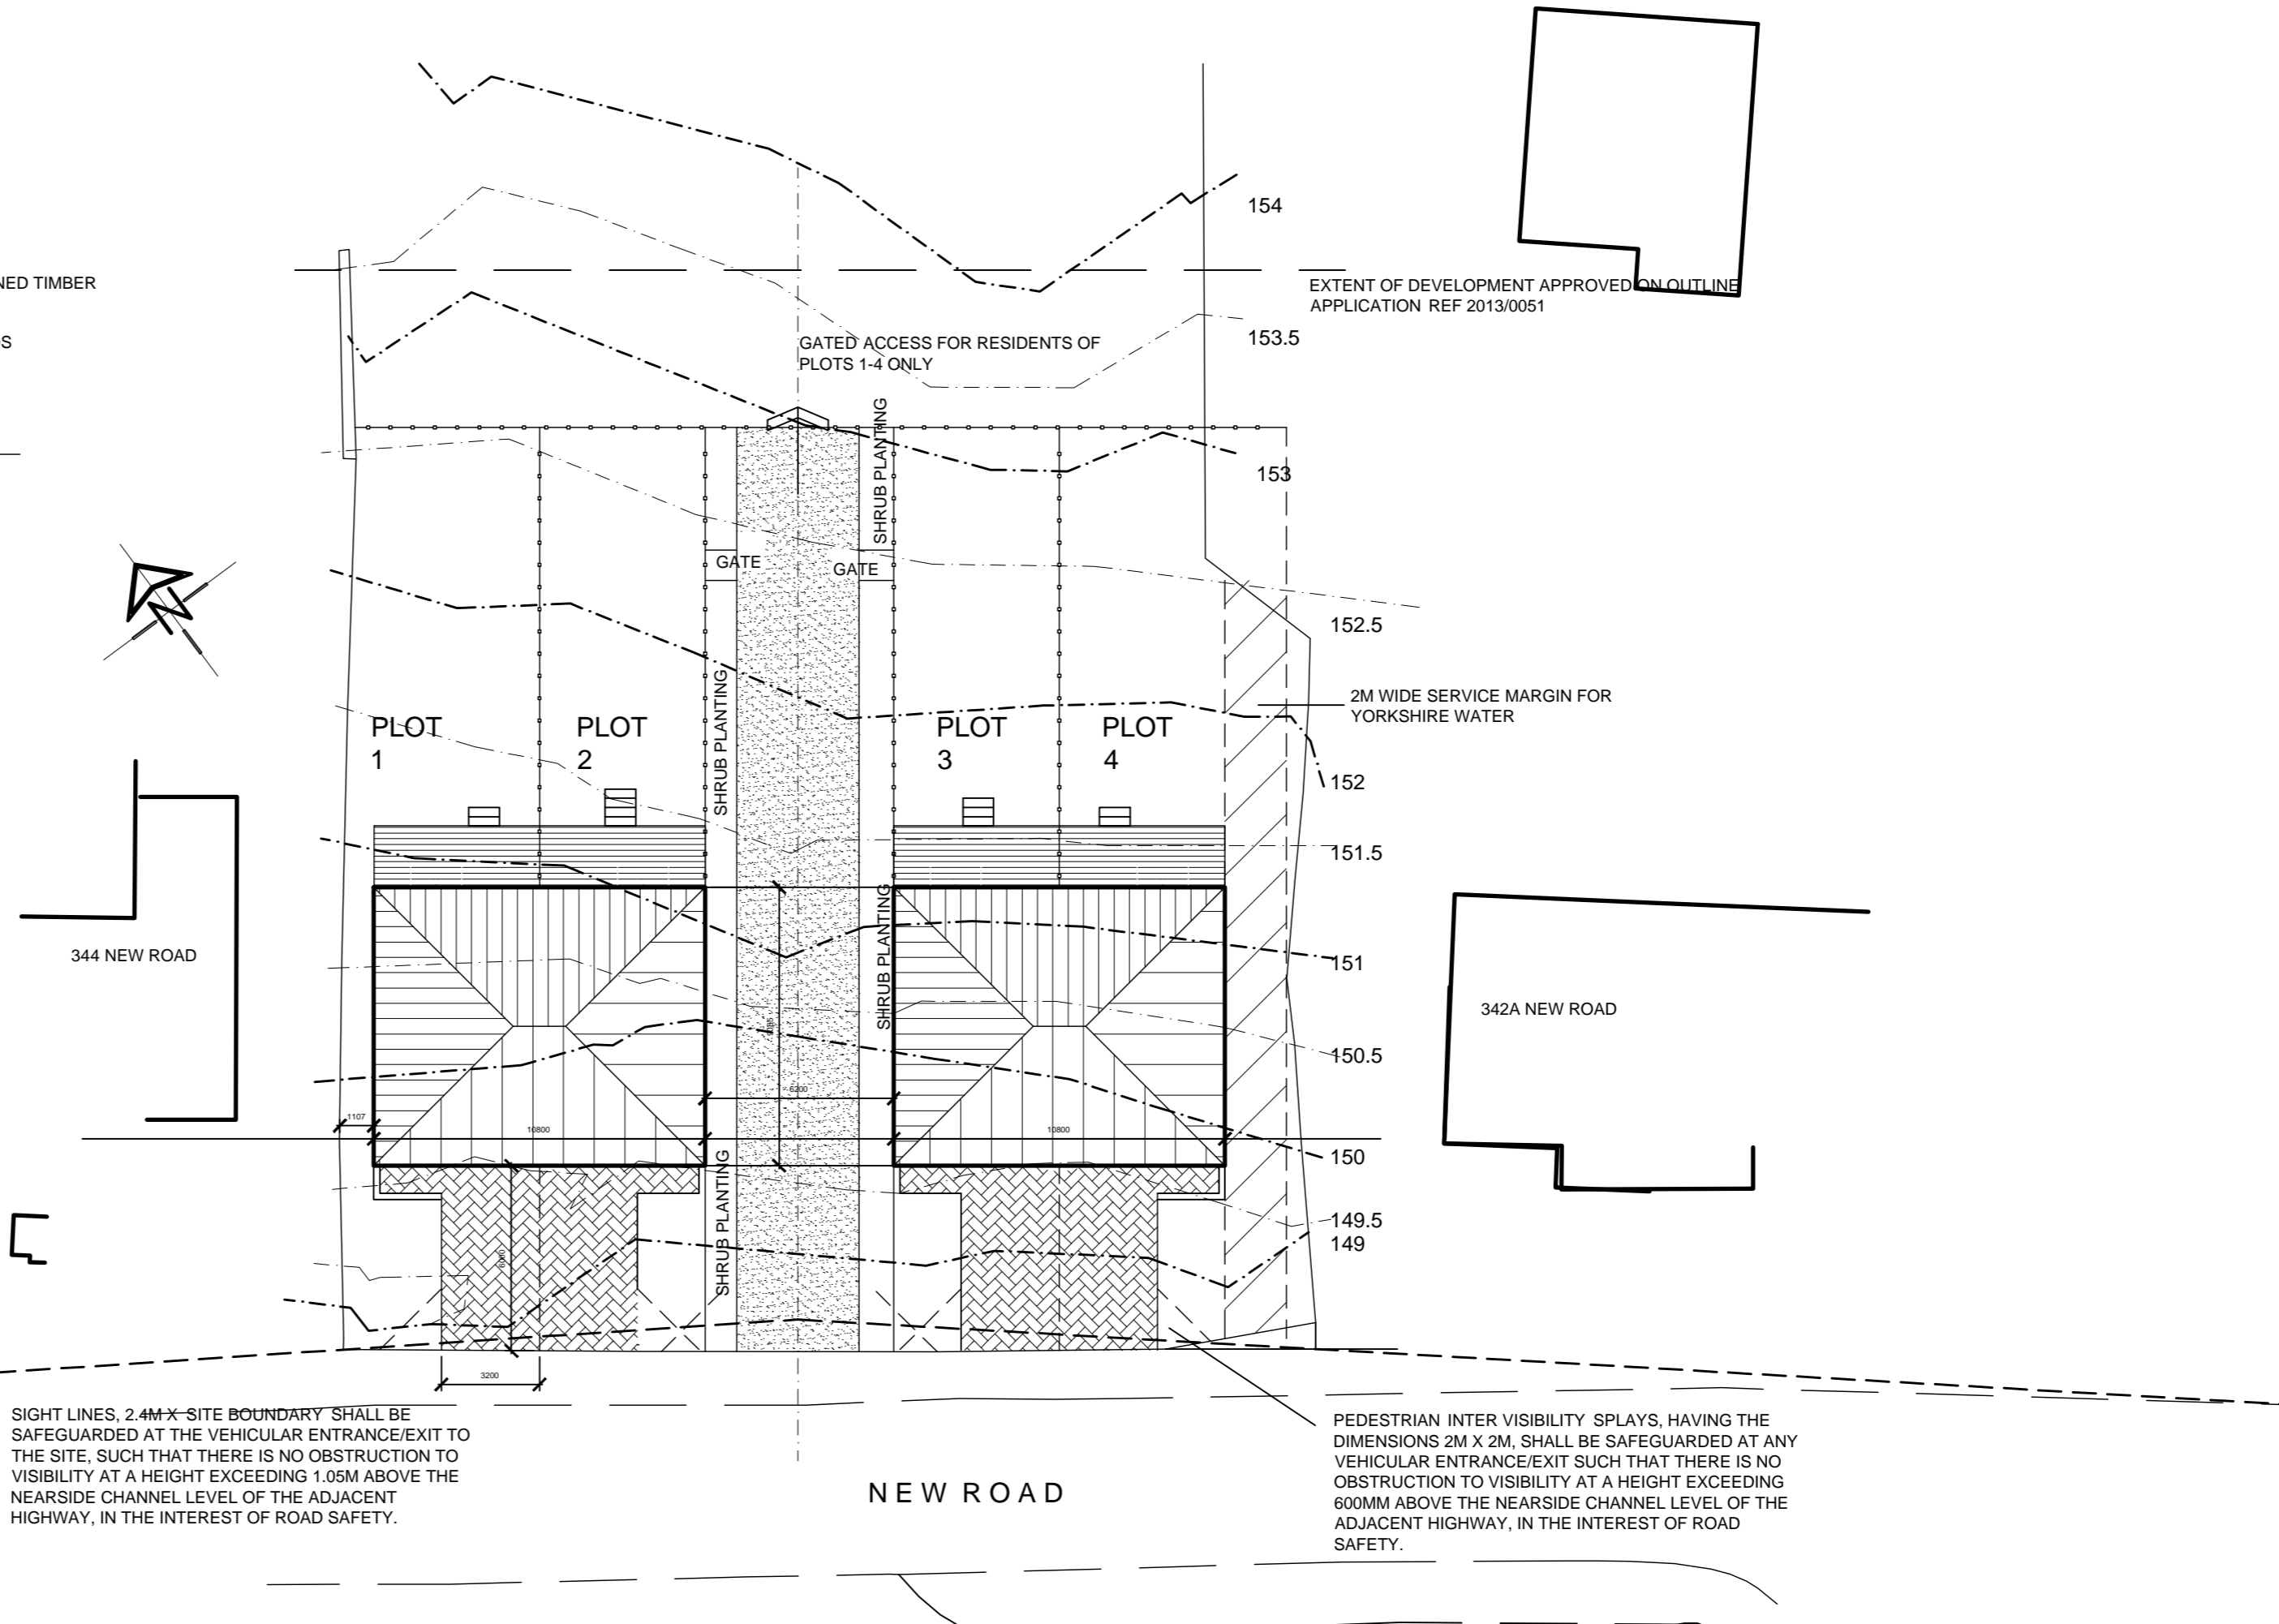 154
NED TIMBER
EXTENT OF DEVELOPMENT APPROVED ON OUTLINE
APPLICATION REF 2013/0051
153.5
GATED ACCESS FOR RESIDENTS OF
PLOTS 1-4 ONLY
SHRUB PLANTING
153
GATE
GATE
N
152.5
2M WIDE SERVICE MARGIN FOR
YORKSHIRE WATER
SHRUB PLANTING
PLOT
1
PLOT
2
PLOT
3
PLOT
4
152
151.5
344 NEW ROAD
SHRUB PLANTING
151
342A NEW ROAD
150.5
6200
1107
10800
10800
150
SHRUB PLANTING
149.5
149
6000
3200
SIGHT LINES, 2.4M X SITE BOUNDARY SHALL BE
SAFEGUARDED AT THE VEHICULAR ENTRANCE/EXIT TO
THE SITE, SUCH THAT THERE IS NO OBSTRUCTION TO
VISIBILITY AT A HEIGHT EXCEEDING 1.05M ABOVE THE
NEARSIDE CHANNEL LEVEL OF THE ADJACENT
HIGHWAY, IN THE INTEREST OF ROAD SAFETY.
NEW ROAD
PEDESTRIAN INTER VISIBILITY SPLAYS, HAVING THE
DIMENSIONS 2M X 2M, SHALL BE SAFEGUARDED AT ANY
VEHICULAR ENTRANCE/EXIT SUCH THAT THERE IS NO
OBSTRUCTION TO VISIBILITY AT A HEIGHT EXCEEDING
600MM ABOVE THE NEARSIDE CHANNEL LEVEL OF THE
ADJACENT HIGHWAY, IN THE INTEREST OF ROAD
SAFETY.